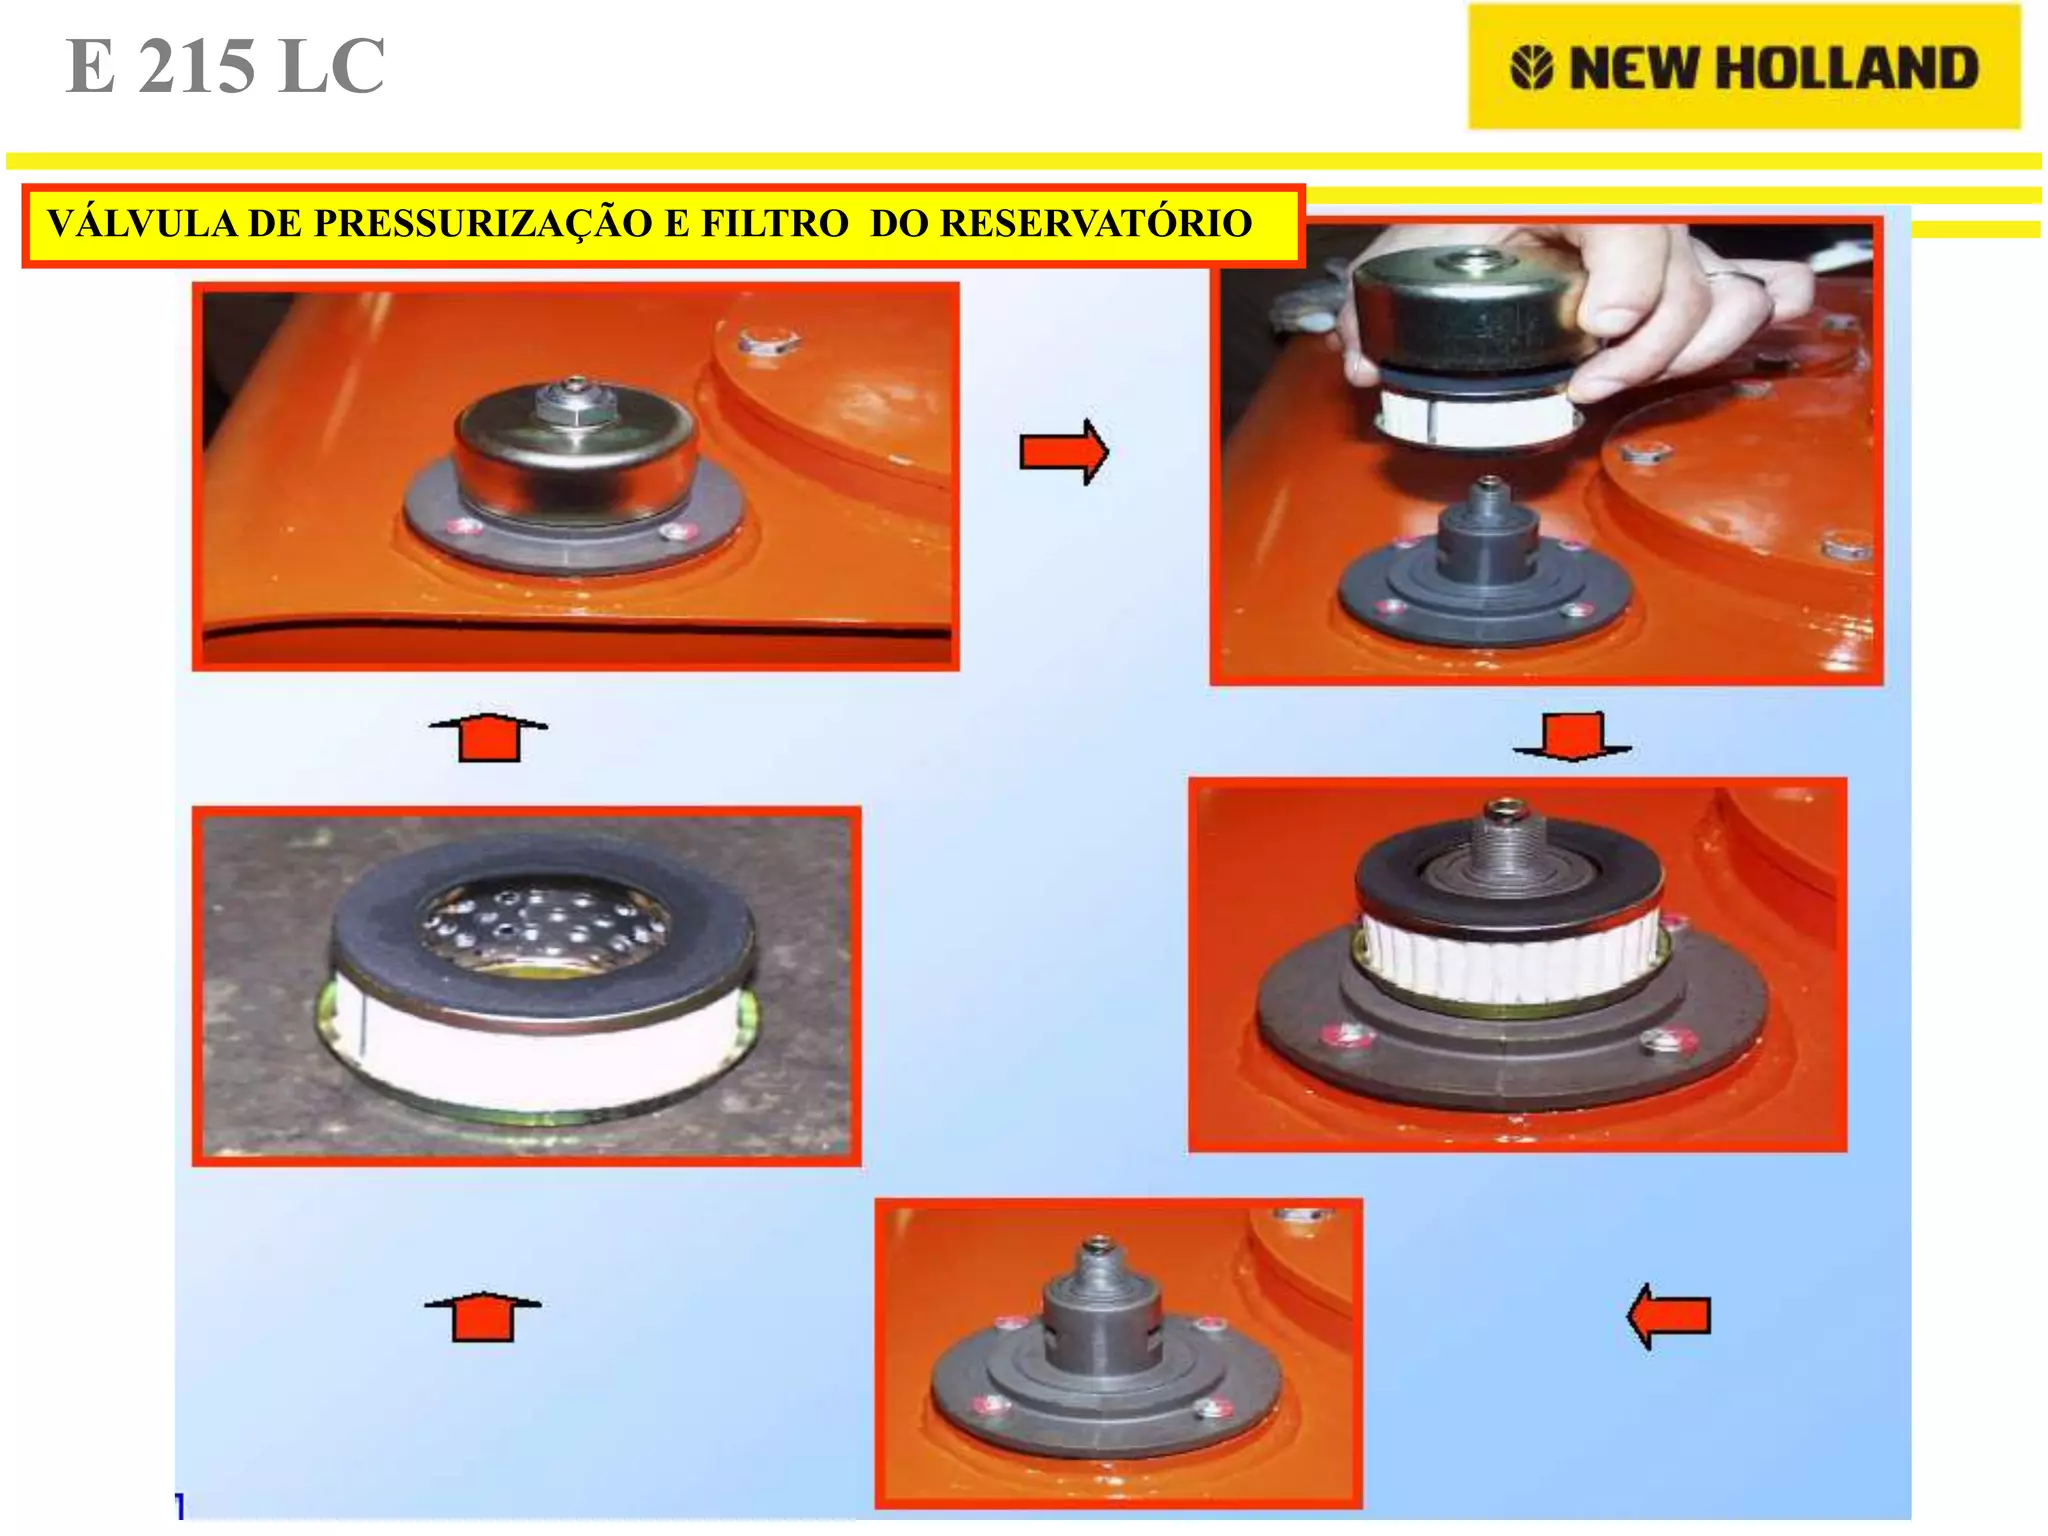 E 215 LC
NEW HOLLAND
VÁLVULA DE PRESSURIZAÇÃO E FILTRO DO RESERVATÓRIO